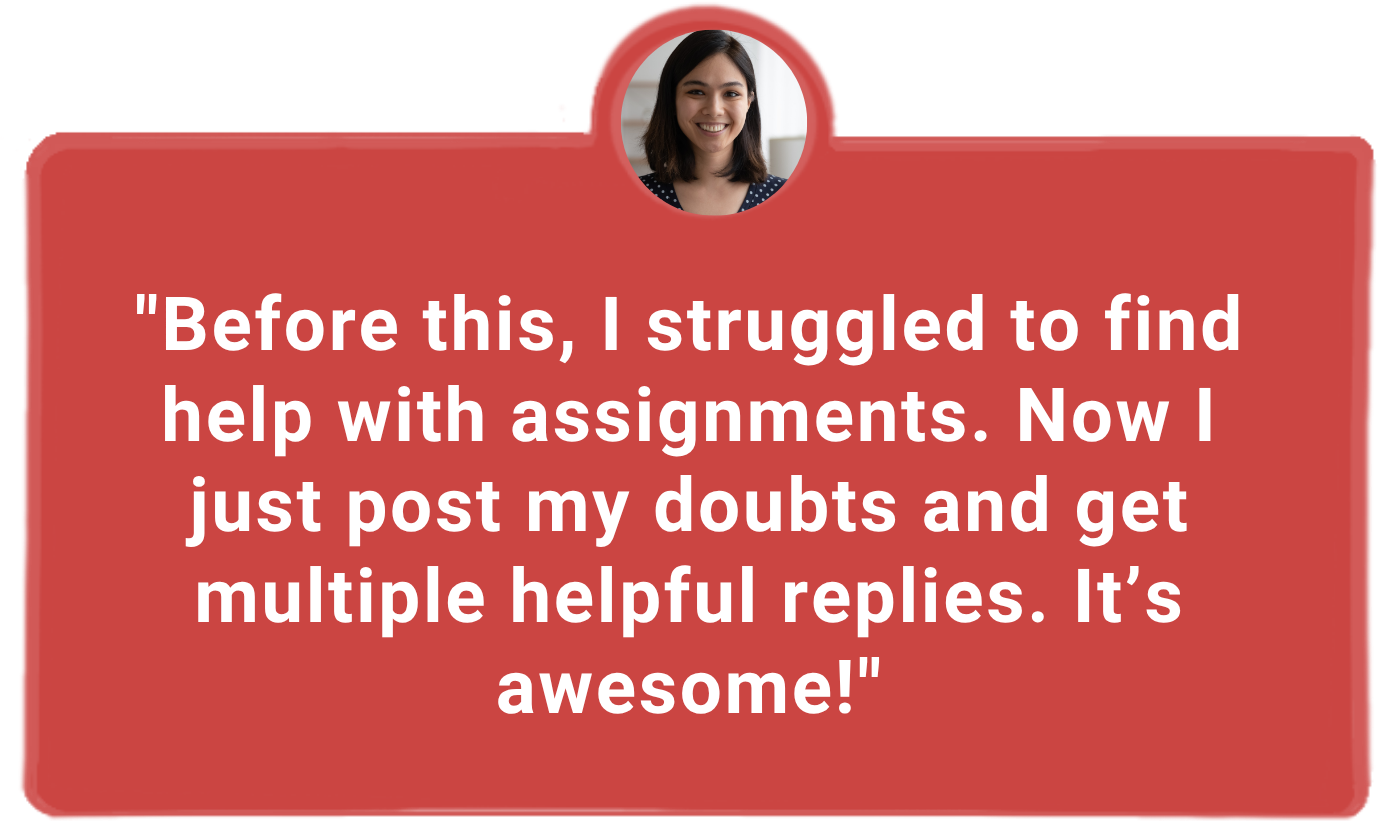 "Before this, I struggled to find
help with assignments. Now I
just post my doubts and get
multiple helpful replies. It’s
awesome!"